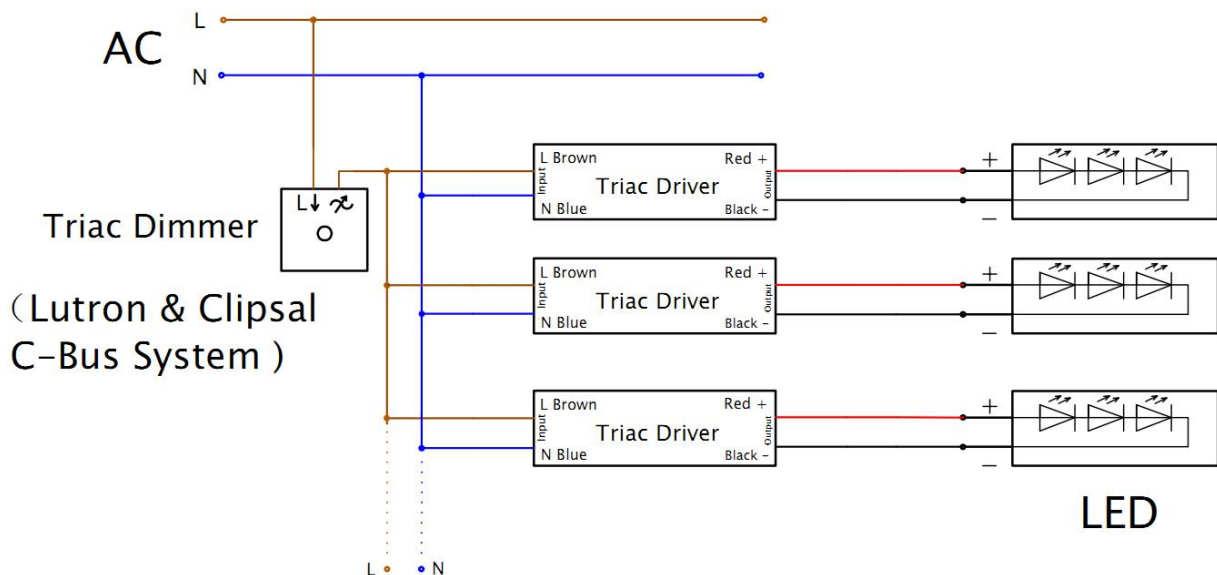 L
AC
N
L Brown
Red +
Input
Triac Driver
Output
N Blue
Black -
+
−
L
Triac Dimmer
(Lutron & Clipsal
C-Bus System )
L Brown
Red +
Input
Triac Driver
Output
N Blue
Black -
+
−
L Brown
Red +
Input
Triac Driver
Output
N Blue
Black -
+
−
LED
L
N